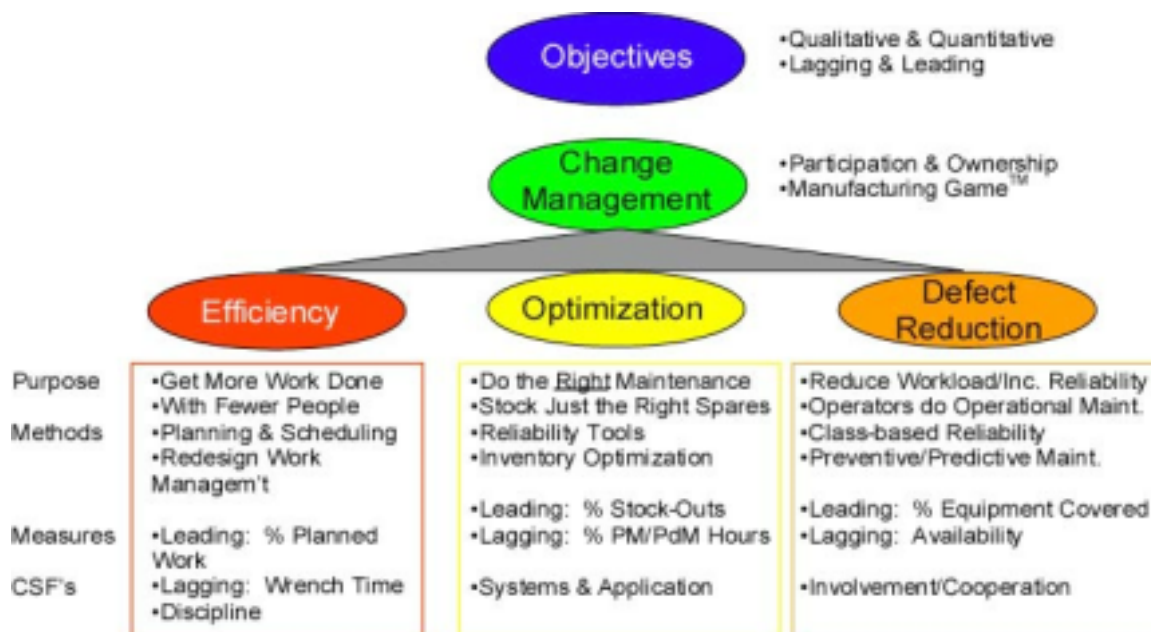 Objectives
•Qualitative & Quantitative
•Lagging & Leading
Change
Management
•Participation & Ownership
•Manufacturing Game™
Efficiency
Optimization
Defect
Reduction
Purpose
Methods
Measures
CSF's
•Get More Work Done
•With Fewer People
•Planning & Scheduling
•Redesign Work
Managem't
•Leading: % Planned
Work
•Lagging: Wrench Time
•Discipline
•Do the Right Maintenance
•Stock Just the Right Spares
•Reliability Tools
•Inventory Optimization
•Leading: % Stock-Outs
•Lagging: % PM/PdM Hours
•Systems & Application
•Reduce Workload/Inc. Reliability
•Operators do Operational Maint.
•Class-based Reliability
•Preventive/Predictive Maint.
•Leading: % Equipment Covered
•Lagging: Availability
•Involvement/Cooperation